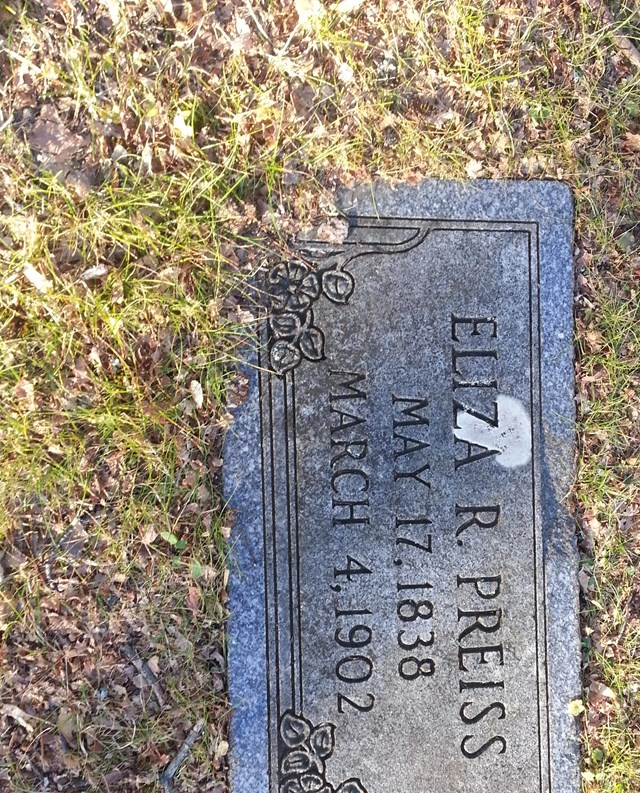 ELIZA R. PREISS
MAY 17, 1838
MARCH 4, 1902